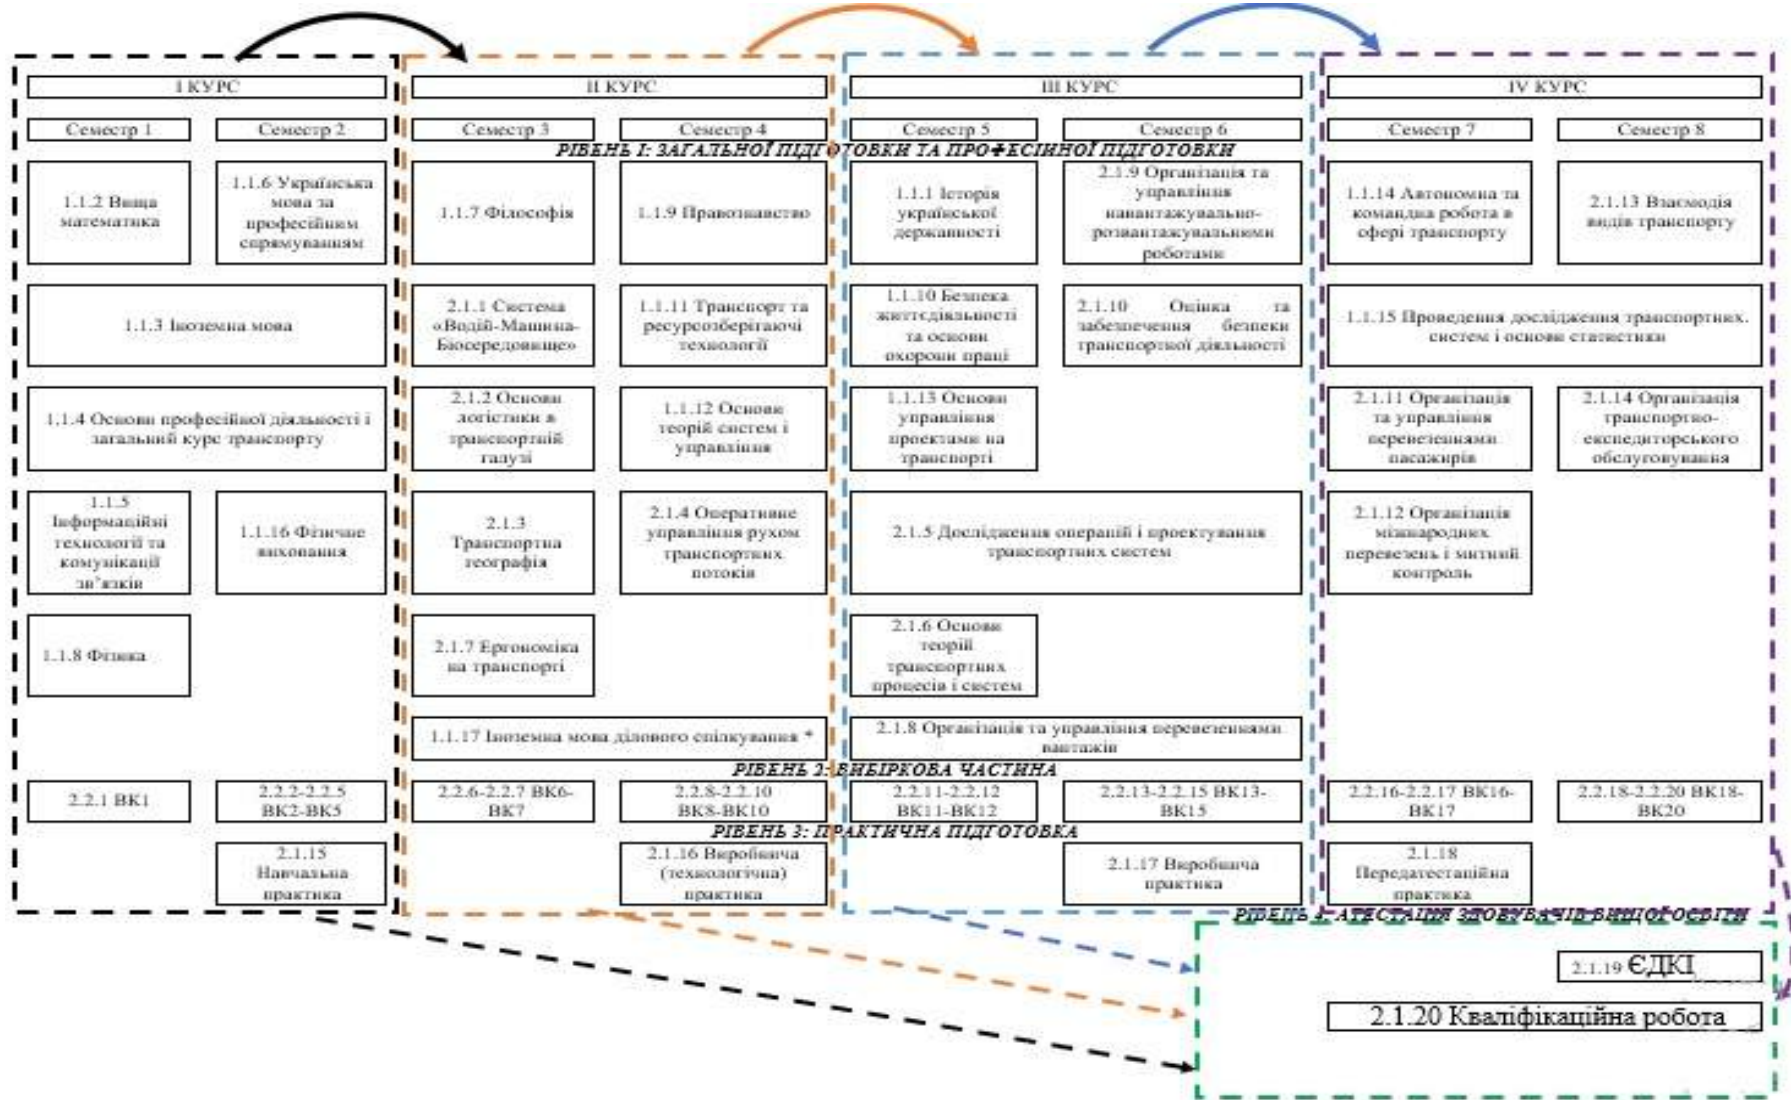 І КУРС
ІІ КУРС
ІІІ КУРС
IV КУРС
Семестр 1
Семестр 2
Семестр 3
Семестр 4
Семестр 5
Семестр 6
Семестр 7
Семестр 8
РІВЕНЬ 1: ЗАГАЛЬНОЇ ПІДГОТОВКИ ТА ПРОФЕСІЙНОЇ ПІДГОТОВКИ
1.1.2 Вища
математика
1.1.6 Українська
мова за
професійним
спрямуванням
1.1.7 Філософія
1.1.9 Правознавство
1.1.1 Історія
української
державності
2.1.9 Організація та
управління
навантажувально-
розвантажувальними
роботами
1.1.14 Автономна та
командна робота в
сфері транспорту
2.1.13 Взаємодія
видів транспорту
1.1.3 Іноземна мова
2.1.1 Система
«Водій-Машина-
Біосередовище»
1.1.11 Транспорт та
ресурсозберігаючі
технології
1.1.10 Безпека
життєдіяльності
та основи
охорони праці
2.1.10 Оцінка та
забезпечення безпеки
транспортної діяльності
1.1.15 Проведення дослідження транспортних
систем і основи статистики
1.1.4 Основи професійної діяльності і
загальний курс транспорту
2.1.2 Основи
логістики в
транспортній
галузі
1.1.12 Основи
теорій систем і
управління
1.1.13 Основи
управління
проектами на
транспорті
2.1.11 Організація
та управління
перевезеннями
пасажирів
2.1.14 Організація
транспортно-
експедиторського
обслуговування
1.1.5
Інформаційні
технології та
комунікації
зв’язків
1.1.16 Фізичне
виховання
2.1.3
Транспортна
географія
2.1.4 Оперативне
управління рухом
транспортних
потоків
2.1.5 Дослідження операцій і проектування
транспортних систем
2.1.12 Організація
міжнародних
перевезень і митний
контроль
1.1.8 Фізика
2.1.7 Ергономіка
на транспорті
2.1.6 Основи
теорій
транспортних
процесів і систем
1.1.17 Іноземна мова ділового спілкування *
2.1.8 Організація та управління перевезеннями
вантажів
РІВЕНЬ 2: ВИБІРКОВА ЧАСТИНА
2.2.1 ВК1
2.2.2-2.2.5
ВК2-ВК5
2.2.6-2.2.7 ВК6-
ВК7
2.2.8-2.2.10
ВК8-ВК10
2.2.11-2.2.12
ВК11-ВК12
2.2.13-2.2.15 ВК13-
ВК15
2.2.16-2.2.17 ВК16-
ВК17
2.2.18-2.2.20 ВК18-
ВК20
РІВЕНЬ 3: ПРАКТИЧНА ПІДГОТОВКА
2.1.15
Навчальна
практика
2.1.16 Виробнича
(технологічна)
практика
2.1.17 Виробнича
практика
2.1.18
Передатестаційна
практика
РІВЕНЬ 4: АТЕСТАЦІЯ ЗДОБУВАЧІВ ВИЩОЇ ОСВІТИ
2.1.19 ЄДКІ
2.1.20 Кваліфікаційна робота